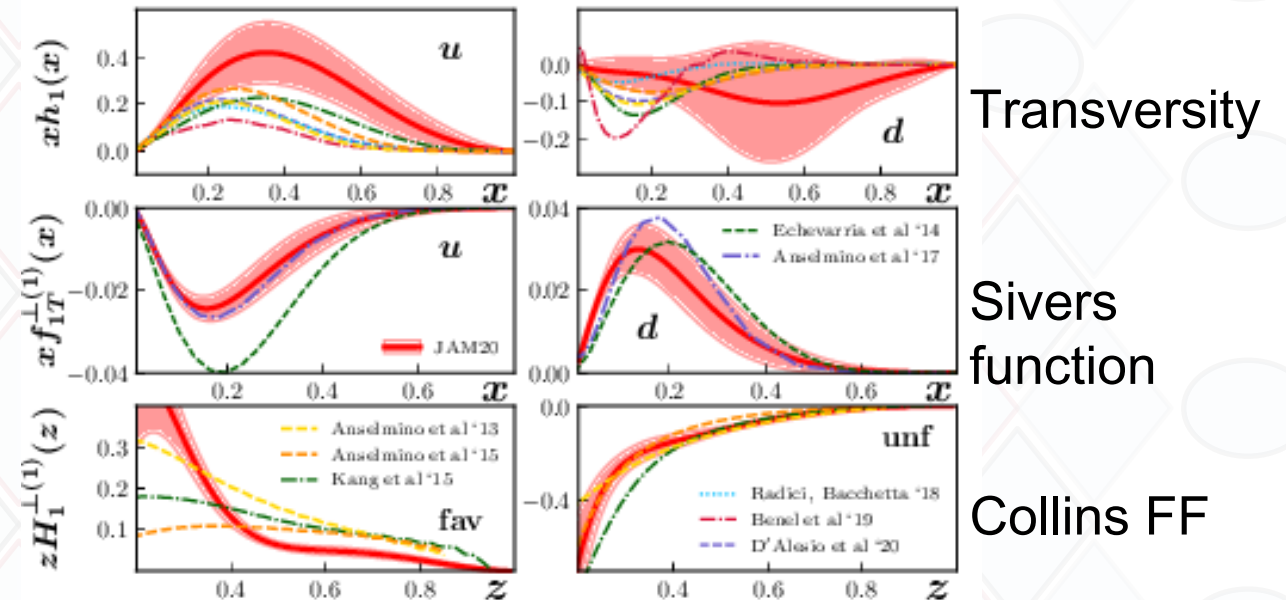 xh₁(x)
0.4
0.2
0.0
u
0.2 0.4 0.6 0.8 x
0.0
−0.1
−0.2
d
0.2 0.4 0.6 0.8 x
Transversity
xf₁T^⊥(1)(x)
0.00
−0.02
−0.04
u
JAM20
0.2 0.4 0.6 x
0.04
0.02
0.00
Echevarria et al ‘14
Anselmino et al ‘17
d
0.2 0.4 0.6 x
Sivers
function
zH₁^⊥(1)(z)
0.3
0.2
0.1
Anselmino et al ‘13
Anselmino et al ‘15
Kang et al ‘15
fav
0.4 0.6 0.8 z
0.0
−0.4
unf
Radici, Bacchetta ‘18
Benel et al ‘19
D′Alesio et al ‘20
0.4 0.6 0.8 z
Collins FF